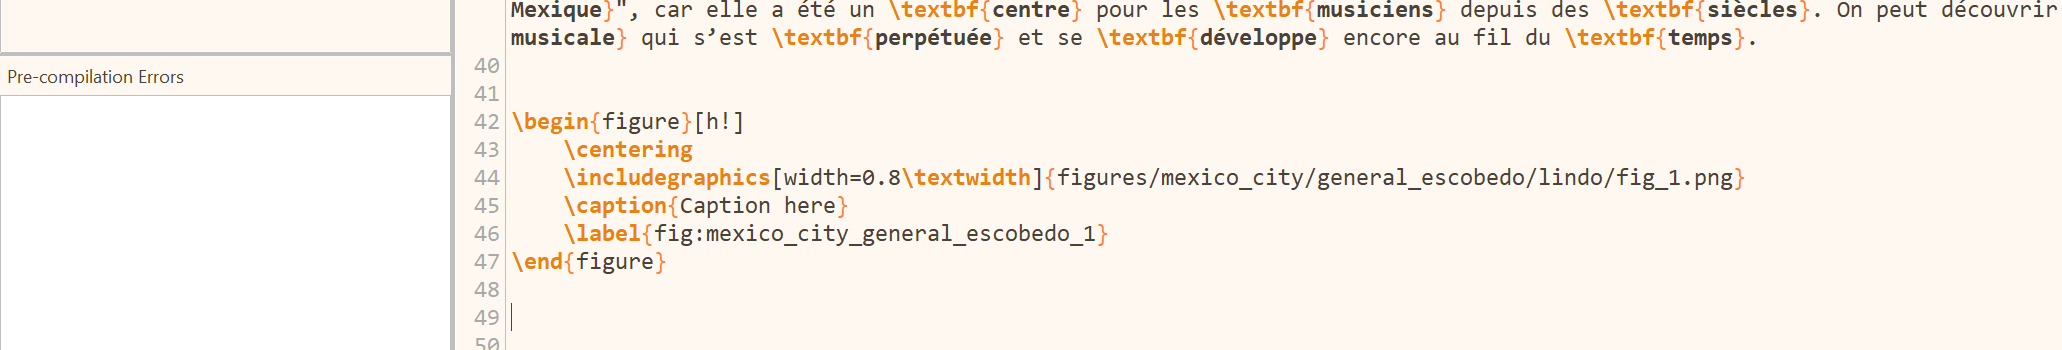 Mexique}", car elle a été un \textbf{centre} pour les \textbf{musiciens} depuis des \textbf{siècles}. On peut découvrir
musicale} qui s’est \textbf{perpétuée} et se \textbf{développe} encore au fil du \textbf{temps}.
Pre-compilation Errors
40
41
42 \begin{figure}[h!]
43 \centering
44 \includegraphics[width=0.8\textwidth]{figures/mexico_city/general_escobedo/lindo/fig_1.png}
45 \caption{Caption here}
46 \label{fig:mexico_city_general_escobedo_1}
47 \end{figure}
48
49
50